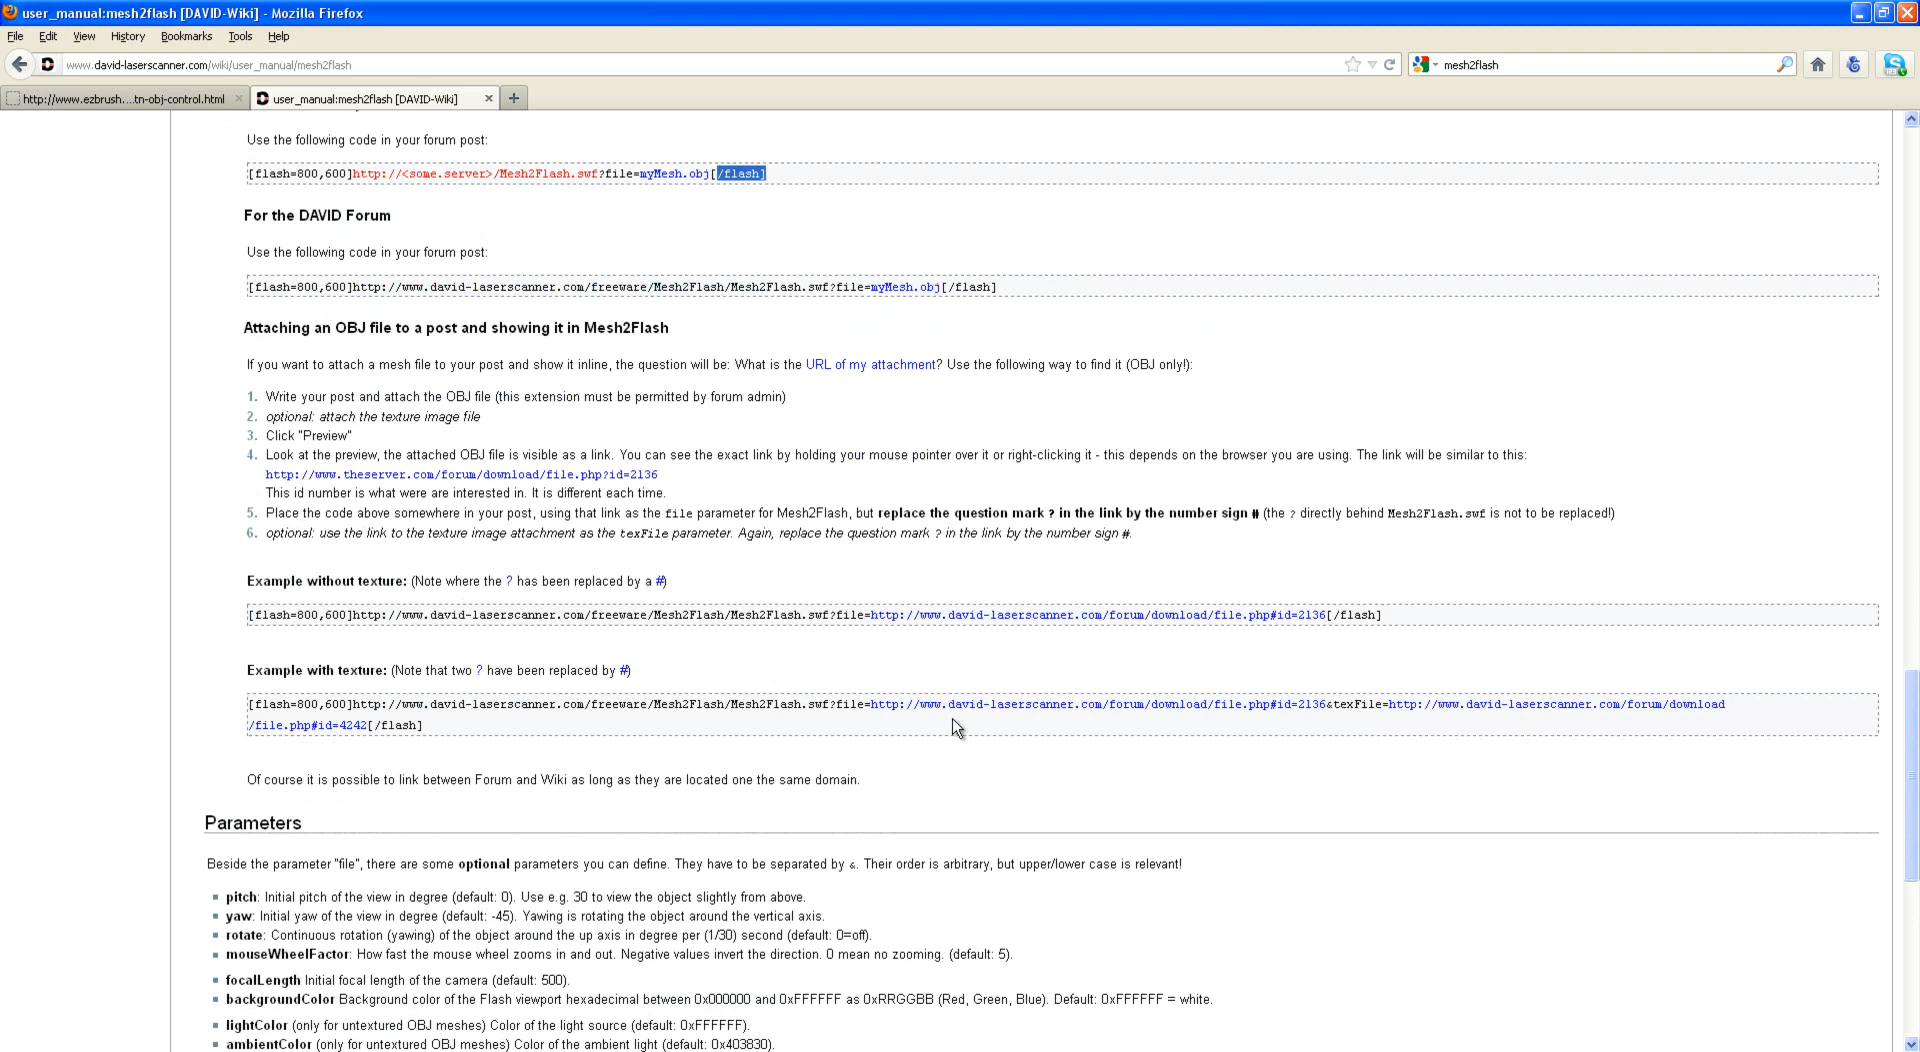 user_manual:mesh2flash [DAVID-Wiki] - Mozilla Firefox
File Edit View History Bookmarks Tools Help
www.david-laserscanner.com/wiki/user_manual/mesh2flash
mesh2flash
http://www.ezbrush....tn-obj-control.html
user_manual:mesh2flash [DAVID-Wiki]
Use the following code in your forum post:
[flash=800,600]http://<some.server>/Mesh2Flash.swf?file=myMesh.obj[/flash]
For the DAVID Forum
Use the following code in your forum post:
[flash=800,600]http://www.david-laserscanner.com/freeware/Mesh2Flash/Mesh2Flash.swf?file=myMesh.obj[/flash]
Attaching an OBJ file to a post and showing it in Mesh2Flash
If you want to attach a mesh file to your post and show it inline, the question will be: What is the URL of my attachment? Use the following way to find it (OBJ only!):
1. Write your post and attach the OBJ file (this extension must be permitted by forum admin)
2. optional: attach the texture image file
3. Click "Preview"
4. Look at the preview, the attached OBJ file is visible as a link. You can see the exact link by holding your mouse pointer over it or right-clicking it - this depends on the browser you are using. The link will be similar to this:
http://www.theserver.com/forum/download/file.php?id=2136
This id number is what were are interested in. It is different each time.
5. Place the code above somewhere in your post, using that link as the file parameter for Mesh2Flash, but replace the question mark ? in the link by the number sign # (the ? directly behind Mesh2Flash.swf is not to be replaced!)
6. optional: use the link to the texture image attachment as the texFile parameter. Again, replace the question mark ? in the link by the number sign #.
Example without texture: (Note where the ? has been replaced by a #)
[flash=800,600]http://www.david-laserscanner.com/freeware/Mesh2Flash/Mesh2Flash.swf?file=http://www.david-laserscanner.com/forum/download/file.php#id=2136[/flash]
Example with texture: (Note that two ? have been replaced by #)
[flash=800,600]http://www.david-laserscanner.com/freeware/Mesh2Flash/Mesh2Flash.swf?file=http://www.david-laserscanner.com/forum/download/file.php#id=2136&texFile=http://www.david-laserscanner.com/forum/download
/file.php#id=4242[/flash]
Of course it is possible to link between Forum and Wiki as long as they are located one the same domain.
Parameters
Beside the parameter "file", there are some optional parameters you can define. They have to be separated by &. Their order is arbitrary, but upper/lower case is relevant!
pitch: Initial pitch of the view in degree (default: 0). Use e.g. 30 to view the object slightly from above.
yaw: Initial yaw of the view in degree (default: -45). Yawing is rotating the object around the vertical axis.
rotate: Continuous rotation (yawing) of the object around the up axis in degree per (1/30) second (default: 0=off).
mouseWheelFactor: How fast the mouse wheel zooms in and out. Negative values invert the direction. 0 mean no zooming. (default: 5).
focalLength Initial focal length of the camera (default: 500).
backgroundColor Background color of the Flash viewport hexadecimal between 0x000000 and 0xFFFFFF as 0xRRGGBB (Red, Green, Blue). Default: 0xFFFFFF = white.
lightColor (only for untextured OBJ meshes) Color of the light source (default: 0xFFFFFF).
ambientColor (only for untextured OBJ meshes) Color of the ambient light (default: 0x403830).